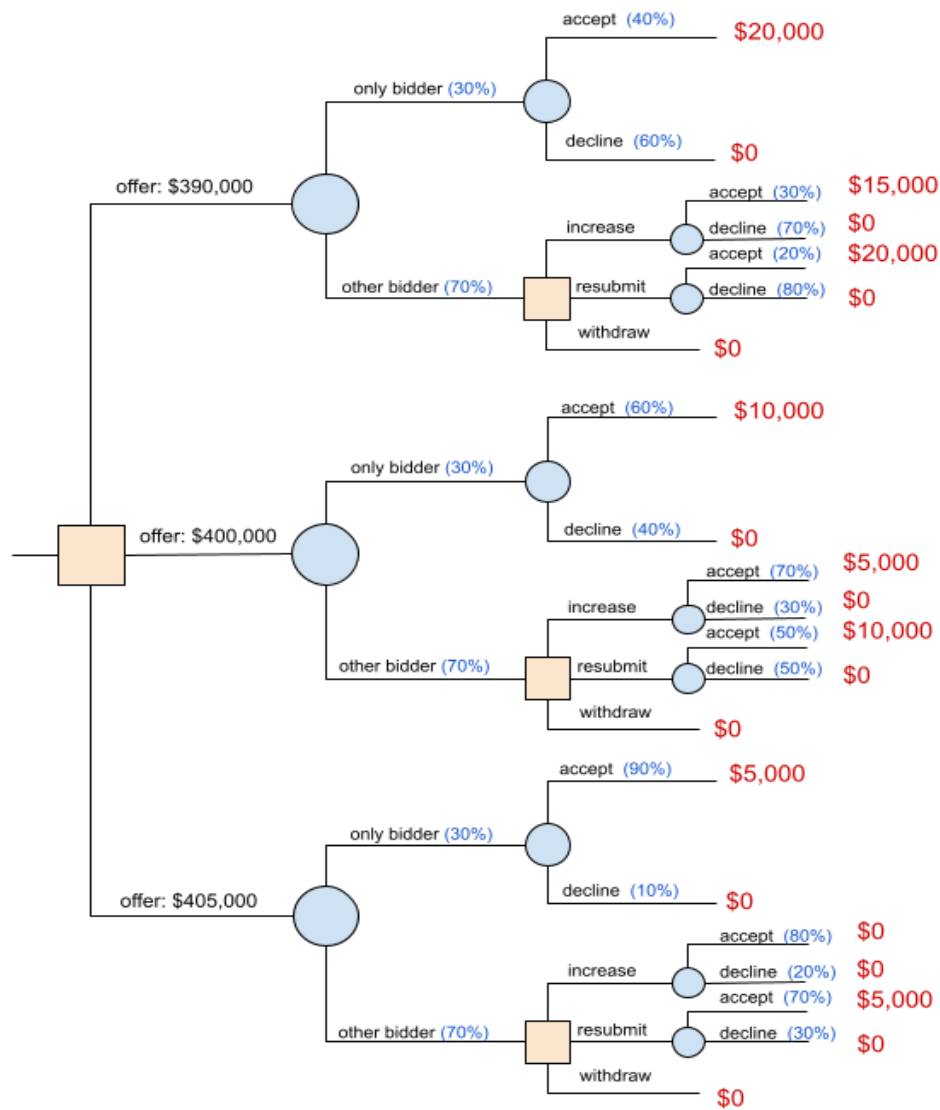 accept (40%) $20,000
only bidder (30%)
decline (60%) $0
offer: $390,000
accept (30%) $15,000
increase decline (70%) $0
accept (20%) $20,000
other bidder (70%) resubmit decline (80%) $0
withdraw $0
accept (60%) $10,000
only bidder (30%)
decline (40%) $0
offer: $400,000
accept (70%) $5,000
increase decline (30%) $0
accept (50%) $10,000
other bidder (70%) resubmit decline (50%) $0
withdraw $0
accept (90%) $5,000
only bidder (30%)
decline (10%) $0
offer: $405,000
accept (80%) $0
increase decline (20%) $0
accept (70%) $5,000
other bidder (70%) resubmit decline (30%) $0
withdraw $0